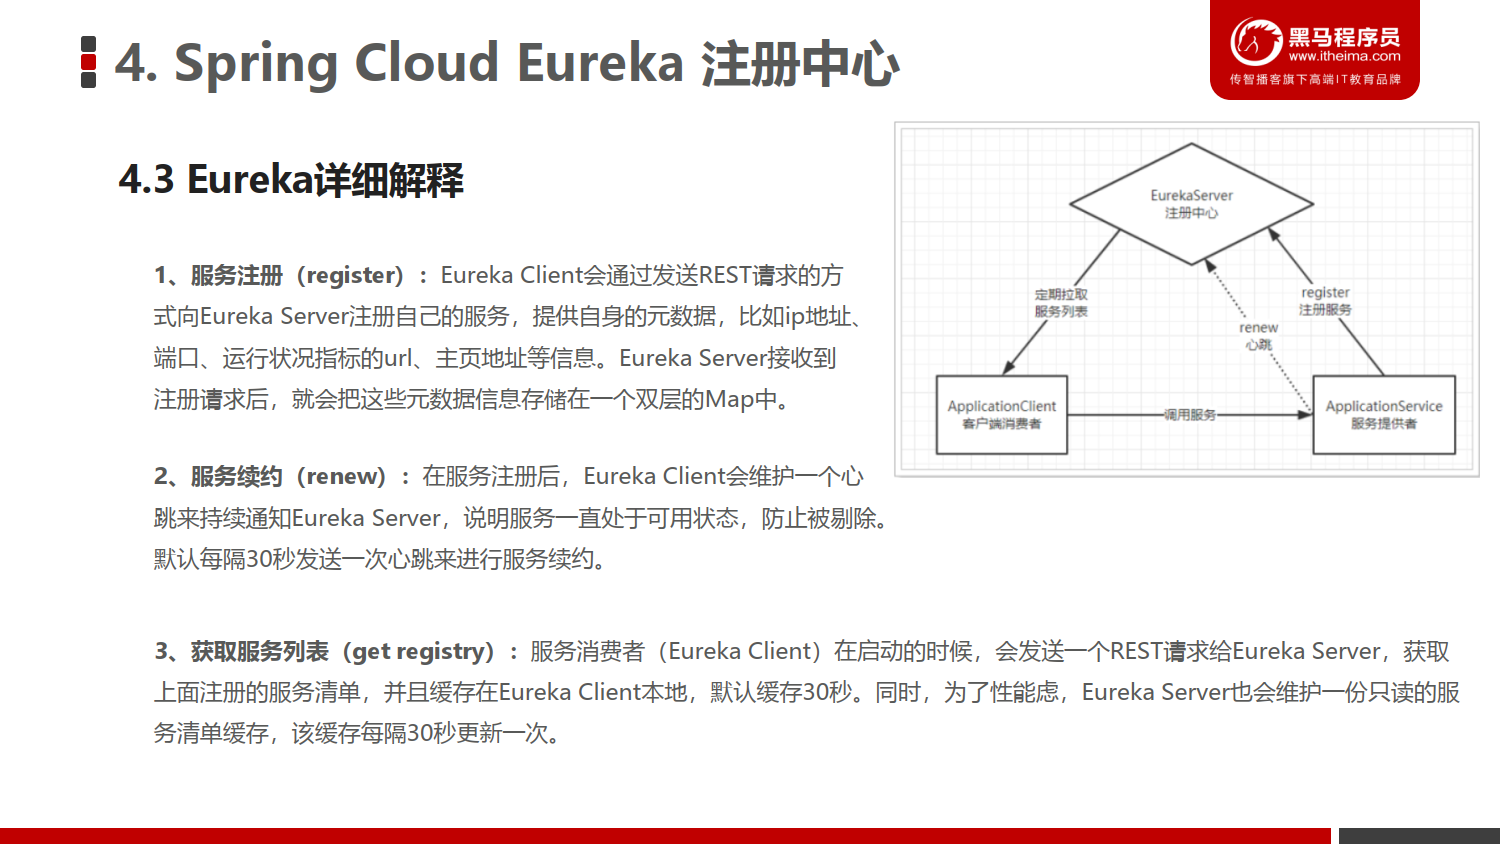 4. Spring Cloud Eureka 注册中心
黑马程序员
www.itheima.com
传智播客旗下高端IT教育品牌
4.3 Eureka详细解释
1、服务注册（register）：Eureka Client会通过发送REST请求的方
式向Eureka Server注册自己的服务，提供自身的元数据，比如ip地址、
端口、运行状况指标的url、主页地址等信息。Eureka Server接收到
注册请求后，就会把这些元数据信息存储在一个双层的Map中。
2、服务续约（renew）：在服务注册后，Eureka Client会维护一个心
跳来持续通知Eureka Server，说明服务一直处于可用状态，防止被剔除。
默认每隔30秒发送一次心跳来进行服务续约。
3、获取服务列表（get registry）：服务消费者（Eureka Client）在启动的时候，会发送一个REST请求给Eureka Server，获取
上面注册的服务清单，并且缓存在Eureka Client本地，默认缓存30秒。同时，为了性能虑，Eureka Server也会维护一份只读的服
务清单缓存，该缓存每隔30秒更新一次。
EurekaServer
注册中心
定期拉取
服务列表
register
注册服务
renew
心跳
ApplicationClient
客户端消费者
调用服务
ApplicationService
服务提供者